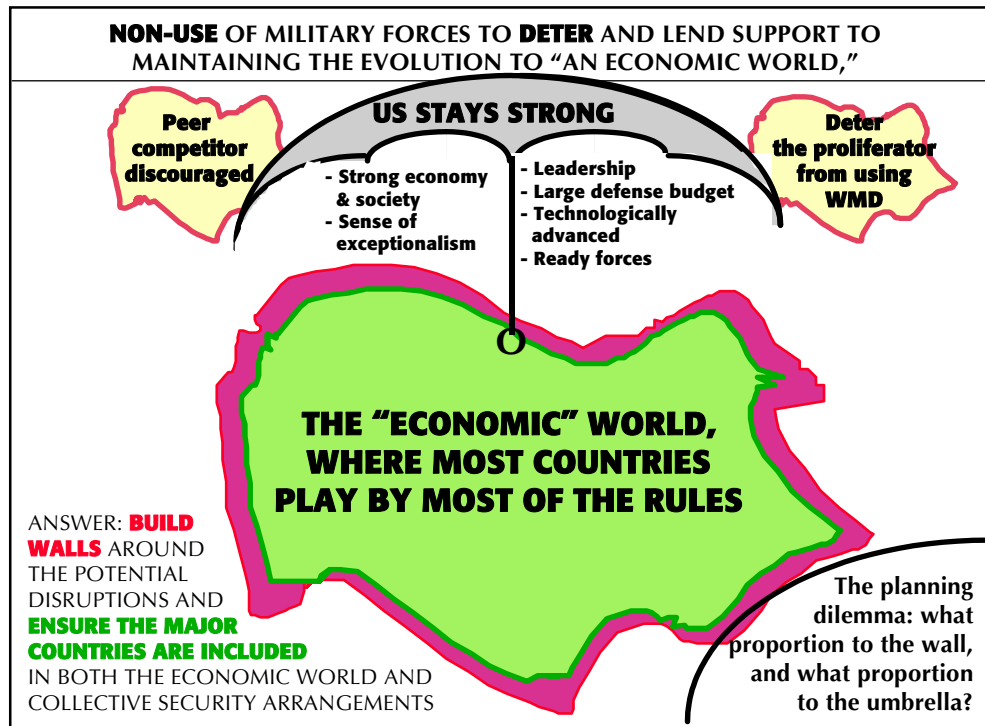 NON-USE OF MILITARY FORCES TO DETER AND LEND SUPPORT TO
MAINTAINING THE EVOLUTION TO “AN ECONOMIC WORLD,”
Peer
competitor
discouraged
US STAYS STRONG
Deter
the proliferator
from using
WMD
- Strong economy
& society
- Sense of
exceptionalism
- Leadership
- Large defense budget
- Technologically
advanced
- Ready forces
THE “ECONOMIC” WORLD,
WHERE MOST COUNTRIES
PLAY BY MOST OF THE RULES
ANSWER: BUILD
WALLS AROUND
THE POTENTIAL
DISRUPTIONS AND
ENSURE THE MAJOR
COUNTRIES ARE INCLUDED
IN BOTH THE ECONOMIC WORLD AND
COLLECTIVE SECURITY ARRANGEMENTS
The planning
dilemma: what
proportion to the wall,
and what proportion
to the umbrella?